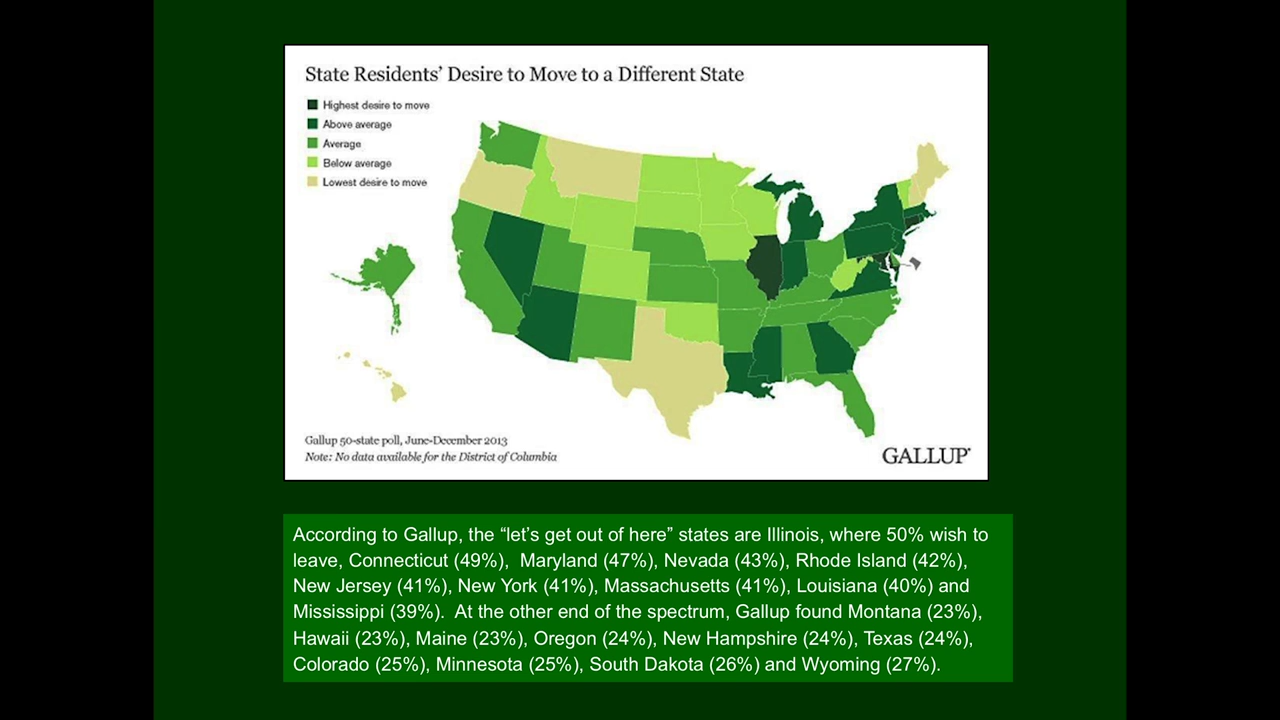 State Residents’ Desire to Move to a Different State
Highest desire to move
Above average
Average
Below average
Lowest desire to move
Gallup 50-state poll, June-December 2013
Note: No data available for the District of Columbia
GALLUP®
According to Gallup, the “let’s get out of here” states are Illinois, where 50% wish to
leave, Connecticut (49%),  Maryland (47%), Nevada (43%), Rhode Island (42%),
New Jersey (41%), New York (41%), Massachusetts (41%), Louisiana (40%) and
Mississippi (39%).  At the other end of the spectrum, Gallup found Montana (23%),
Hawaii (23%), Maine (23%), Oregon (24%), New Hampshire (24%), Texas (24%),
Colorado (25%), Minnesota (25%), South Dakota (26%) and Wyoming (27%).